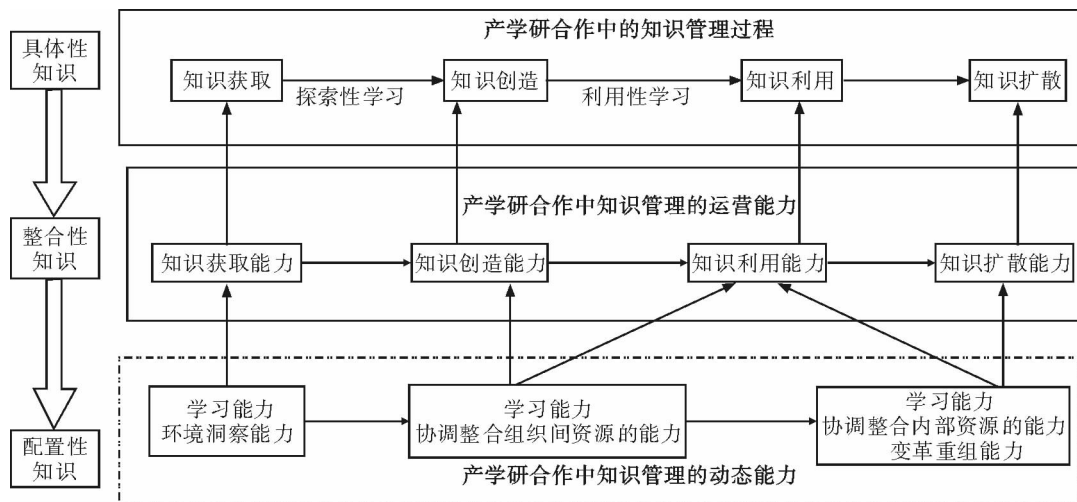 产学研合作中的知识管理过程
具体性
知识
知识获取
知识创造
知识利用
知识扩散
探索性学习
利用性学习
产学研合作中知识管理的运营能力
整合性
知识
知识获取能力
知识创造能力
知识利用能力
知识扩散能力
学习能力
环境洞察能力
学习能力
协调整合组织间资源的能力
学习能力
协调整合内部资源的能力
变革重组能力
配置性
知识
产学研合作中知识管理的动态能力